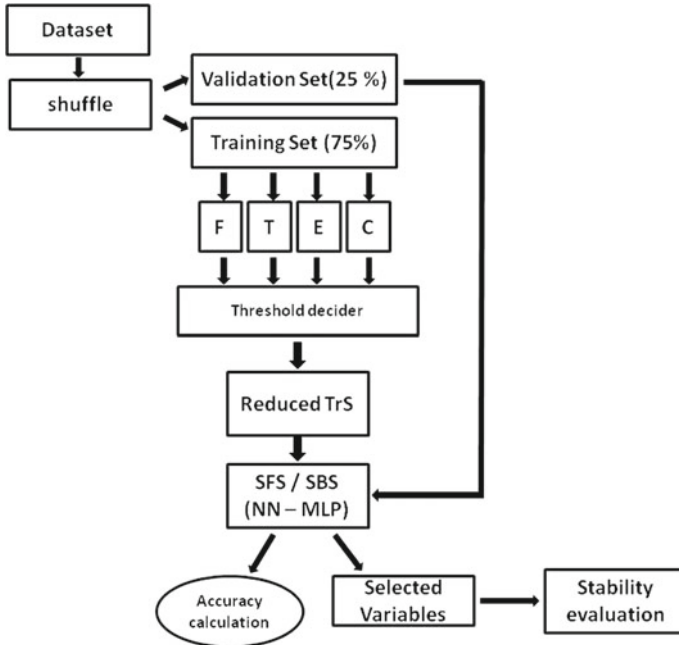 Dataset
shuffle
Validation Set(25 %)
Training Set (75%)
F T E C
Threshold decider
Reduced TrS
SFS / SBS
(NN – MLP)
Accuracy
calculation
Selected
Variables
Stability
evaluation